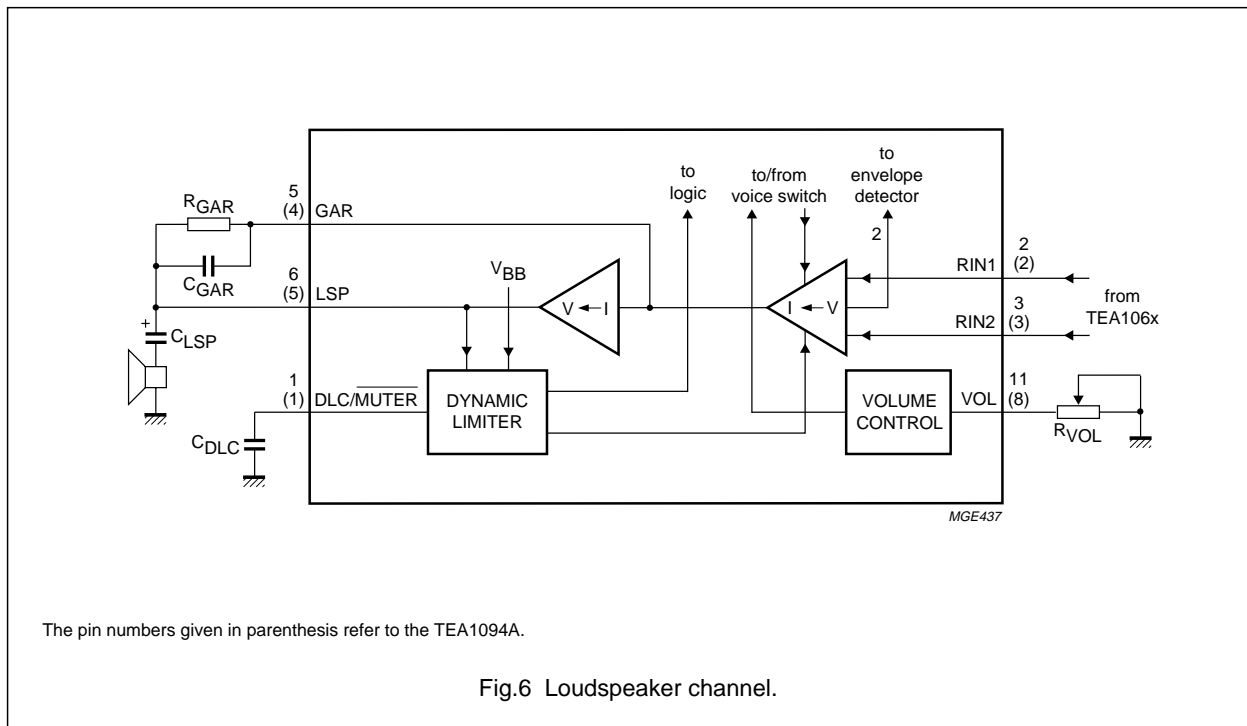 to
logic
to/from
voice switch
to
envelope
detector
2
RGAR
CGAR
5
(4)
GAR
6
(5)
LSP
VBB
V ← I
I ← V
RIN1
2
(2)
RIN2
3
(3)
from
TEA106x
+
CLSP
1
(1)
DLC/MUTER
CDLC
DYNAMIC
LIMITER
VOLUME
CONTROL
VOL
11
(8)
RVOL
MGE437
The pin numbers given in parenthesis refer to the TEA1094A.
Fig.6 Loudspeaker channel.